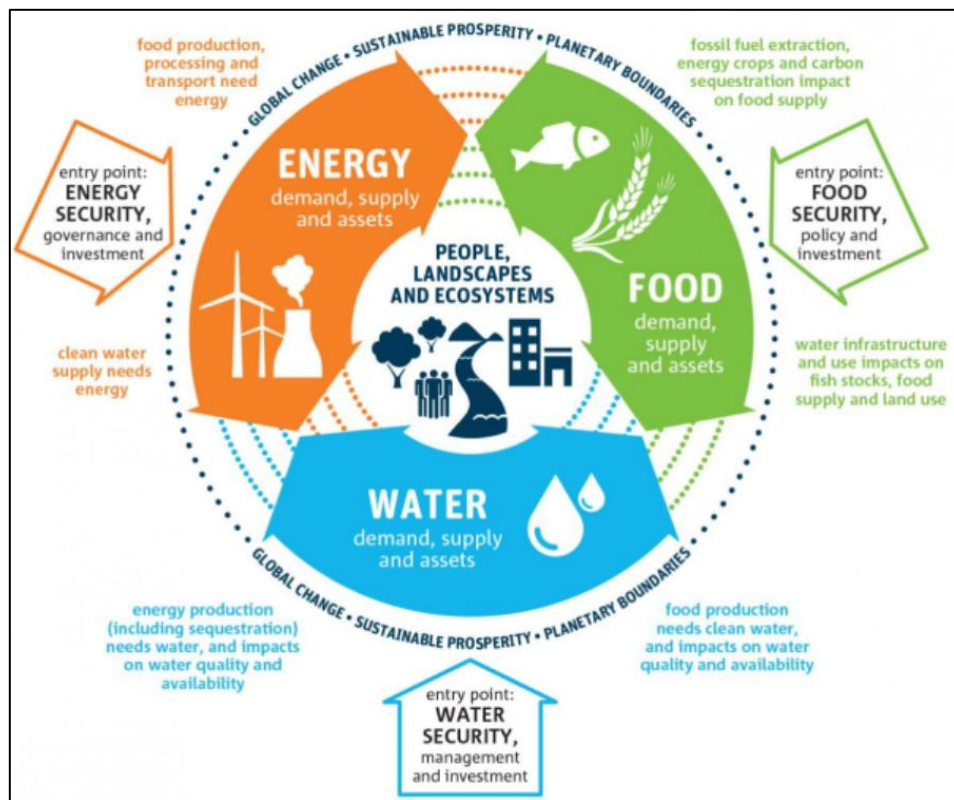 food production,
processing and
transport need
energy
GLOBAL CHANGE • SUSTAINABLE PROSPERITY • PLANETARY BOUNDARIES
fossil fuel extraction,
energy crops and carbon
sequestration impact
on food supply
entry point:
ENERGY
SECURITY,
governance and
investment
ENERGY
demand, supply
and assets
entry point:
FOOD
SECURITY,
policy and
investment
PEOPLE,
LANDSCAPES
AND ECOSYSTEMS
FOOD
demand,
supply
and assets
clean water
supply needs
energy
water infrastructure
and use impacts on
fish stocks, food
supply and land use
WATER
demand, supply
and assets
GLOBAL CHANGE • SUSTAINABLE PROSPERITY • PLANETARY BOUNDARIES
energy production
(including sequestration)
needs water, and impacts
on water quality and
availability
food production
needs clean water,
and impacts on water
quality and availability
entry point:
WATER
SECURITY,
management
and investment